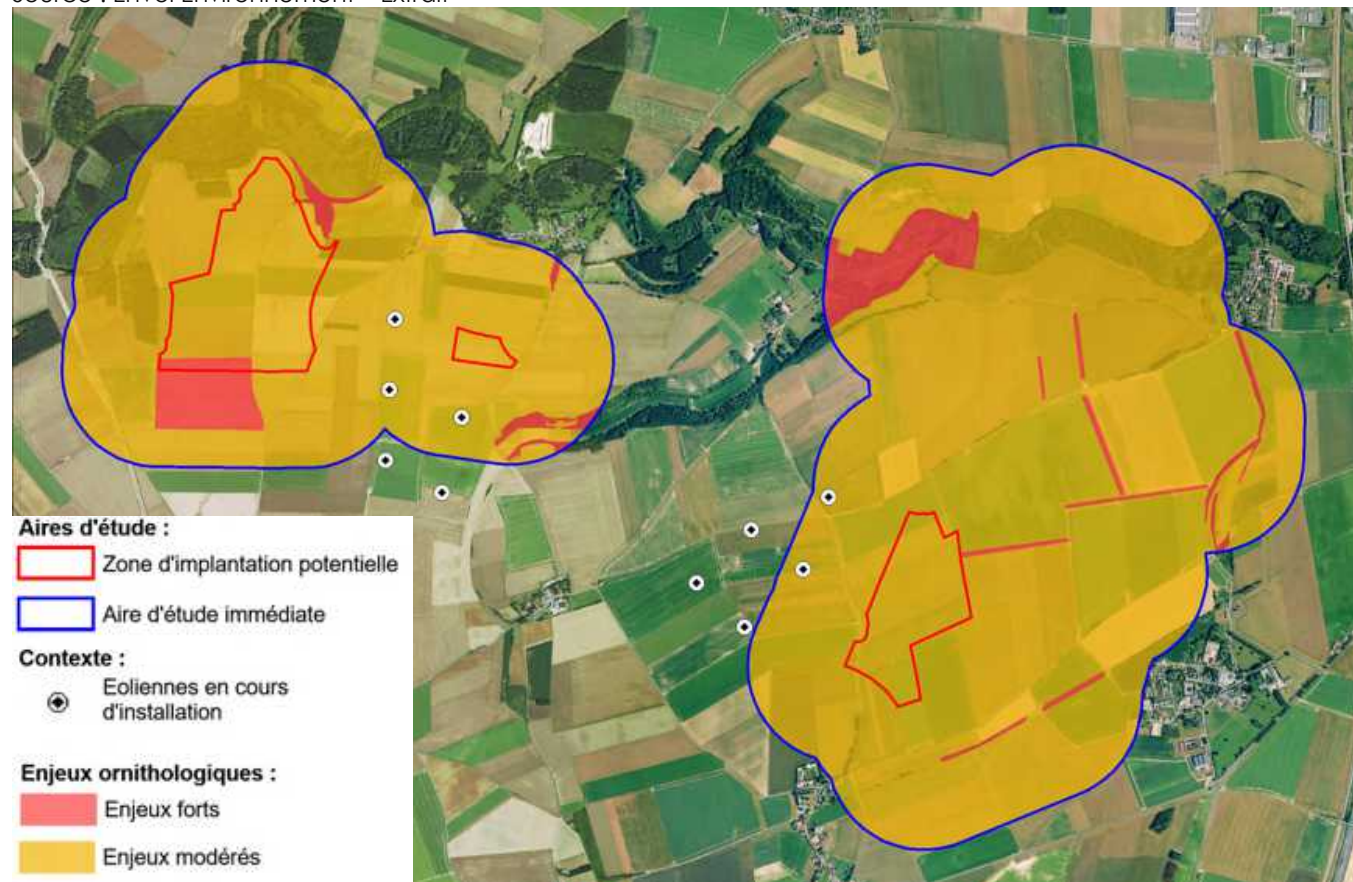 Aires d'étude :
Zone d'implantation potentielle
Aire d'étude immédiate
Contexte :
Eoliennes en cours
d'installation
Enjeux ornithologiques :
Enjeux forts
Enjeux modérés